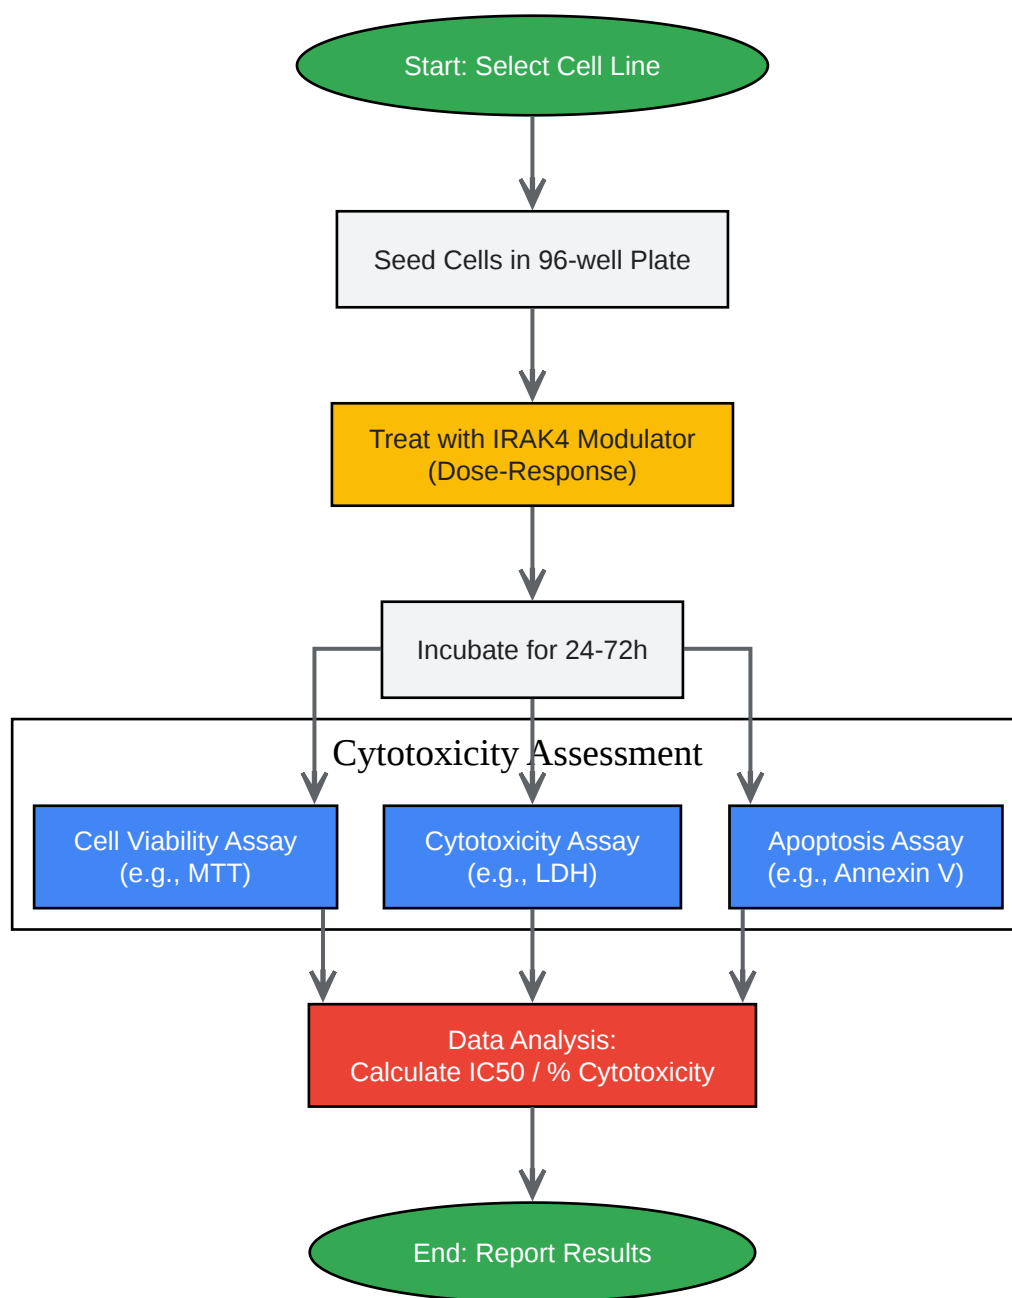 Start: Select Cell Line
Seed Cells in 96-well Plate
Treat with IRAK4 Modulator
(Dose-Response)
Incubate for 24-72h
Cytotoxicity Assessment
Cell Viability Assay
(e.g., MTT)
Cytotoxicity Assay
(e.g., LDH)
Apoptosis Assay
(e.g., Annexin V)
Data Analysis:
Calculate IC50 / % Cytotoxicity
End: Report Results